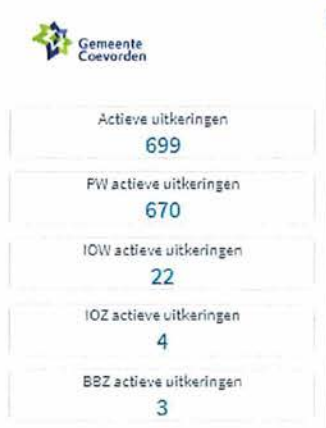 Gemeente
Coevorden
Actieve uitkeringen
699
PW actieve uitkeringen
670
IOW actieve uitkeringen
22
IOZ actieve uitkeringen
4
BBZ actieve uitkeringen
3